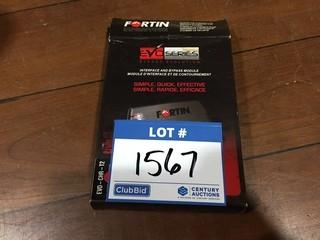 FORTIN
EVO SERIES
INTERFACE AND BYPASS MODULE
MODULE D'INTERFACE ET DE CONTOURNEMENT
SIMPLE, QUICK, EFFECTIVE
SIMPLE, RAPIDE, EFFICACE
FORTIN
LOT #
1567
ClubBid
CENTURY
AUCTIONS
EVO-CHR-T2